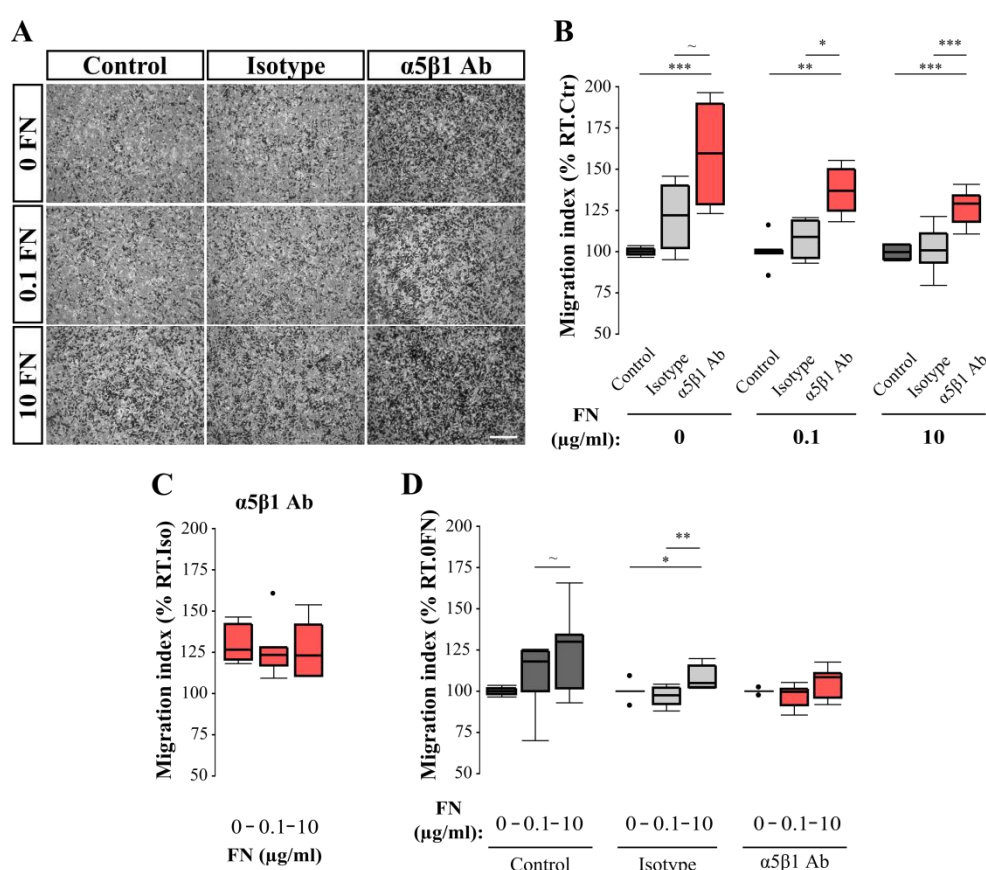 A
Control Isotype α5β1 Ab
0 FN
0.1 FN
10 FN
B
Migration index (% RT.Ctr)
200
175
150
125
100
75
50
~
***
*
**
***
***
Control Isotype α5β1 Ab Control Isotype α5β1 Ab Control Isotype α5β1 Ab
FN
(µg/ml): 0 0.1 10
C
α5β1 Ab
Migration index (% RT.Iso)
200
175
150
125
100
75
50
0–0.1–10
FN (µg/ml)
D
Migration index (% RT.0FN)
200
175
150
125
100
75
50
~
**
*
FN
(µg/ml): 0–0.1–10 0–0.1–10 0–0.1–10
Control Isotype α5β1 Ab